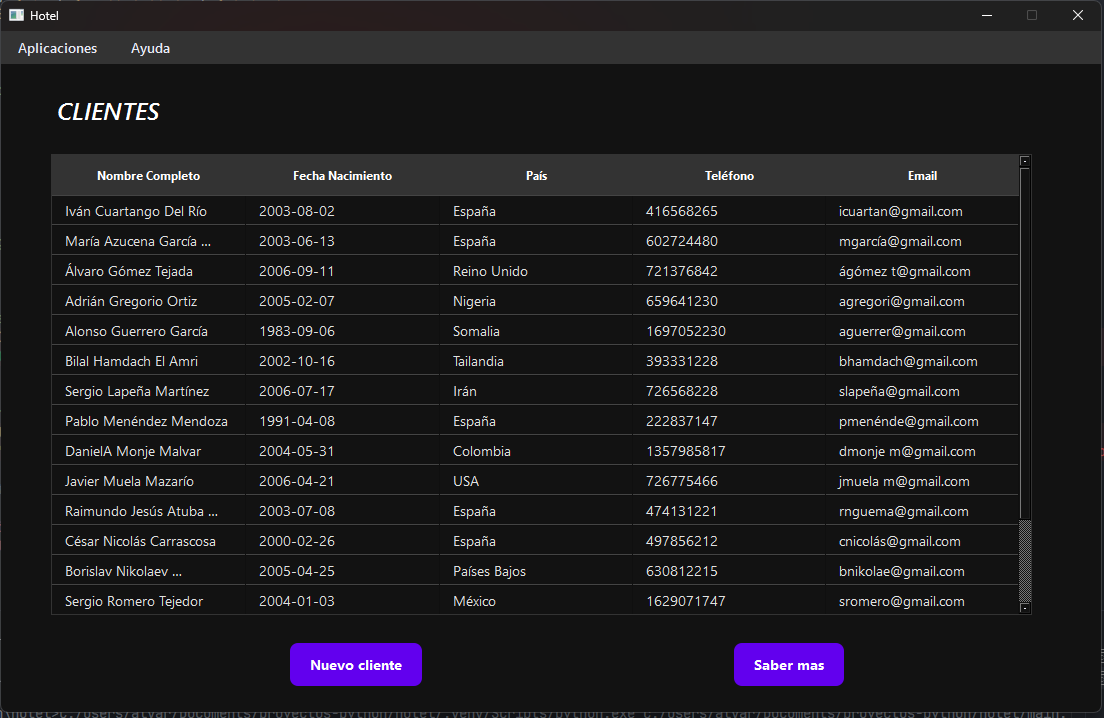 Hotel
Aplicaciones Ayuda
CLIENTES
Nombre Completo Fecha Nacimiento País Teléfono Email
Iván Cuartango Del Río 2003-08-02 España 416568265 icuartan@gmail.com
María Azucena García ... 2003-06-13 España 602724480 mgarcía@gmail.com
Álvaro Gómez Tejada 2006-09-11 Reino Unido 721376842 ágómez t@gmail.com
Adrián Gregorio Ortiz 2005-02-07 Nigeria 659641230 agregori@gmail.com
Alonso Guerrero García 1983-09-06 Somalia 1697052230 aguerrer@gmail.com
Bilal Hamdach El Amri 2002-10-16 Tailandia 393331228 bhamdach@gmail.com
Sergio Lapeña Martínez 2006-07-17 Irán 726568228 slapeña@gmail.com
Pablo Menéndez Mendoza 1991-04-08 España 222837147 pmenénde@gmail.com
DanielA Monje Malvar 2004-05-31 Colombia 1357985817 dmonje m@gmail.com
Javier Muela Mazarío 2006-04-21 USA 726775466 jmuela m@gmail.com
Raimundo Jesús Atuba ... 2003-07-08 España 474131221 rnguema@gmail.com
César Nicolás Carrascosa 2000-02-26 España 497856212 cnicolás@gmail.com
Borislav Nikolaev ... 2005-04-25 Países Bajos 630812215 bnikolae@gmail.com
Sergio Romero Tejedor 2004-01-03 México 1629071747 sromero@gmail.com
Nuevo cliente Saber mas